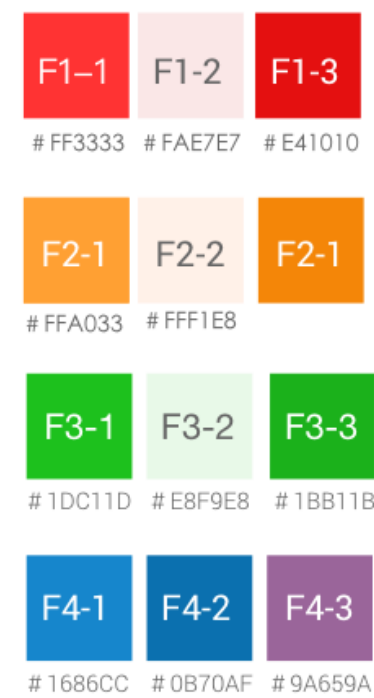 F1–1 F1-2 F1-3
# FF3333 # FAE7E7 # E41010
F2-1 F2-2 F2-1
# FFA033 # FFF1E8
F3-1 F3-2 F3-3
# 1DC11D # E8F9E8 # 1BB11B
F4-1 F4-2 F4-3
# 1686CC # 0B70AF # 9A659A